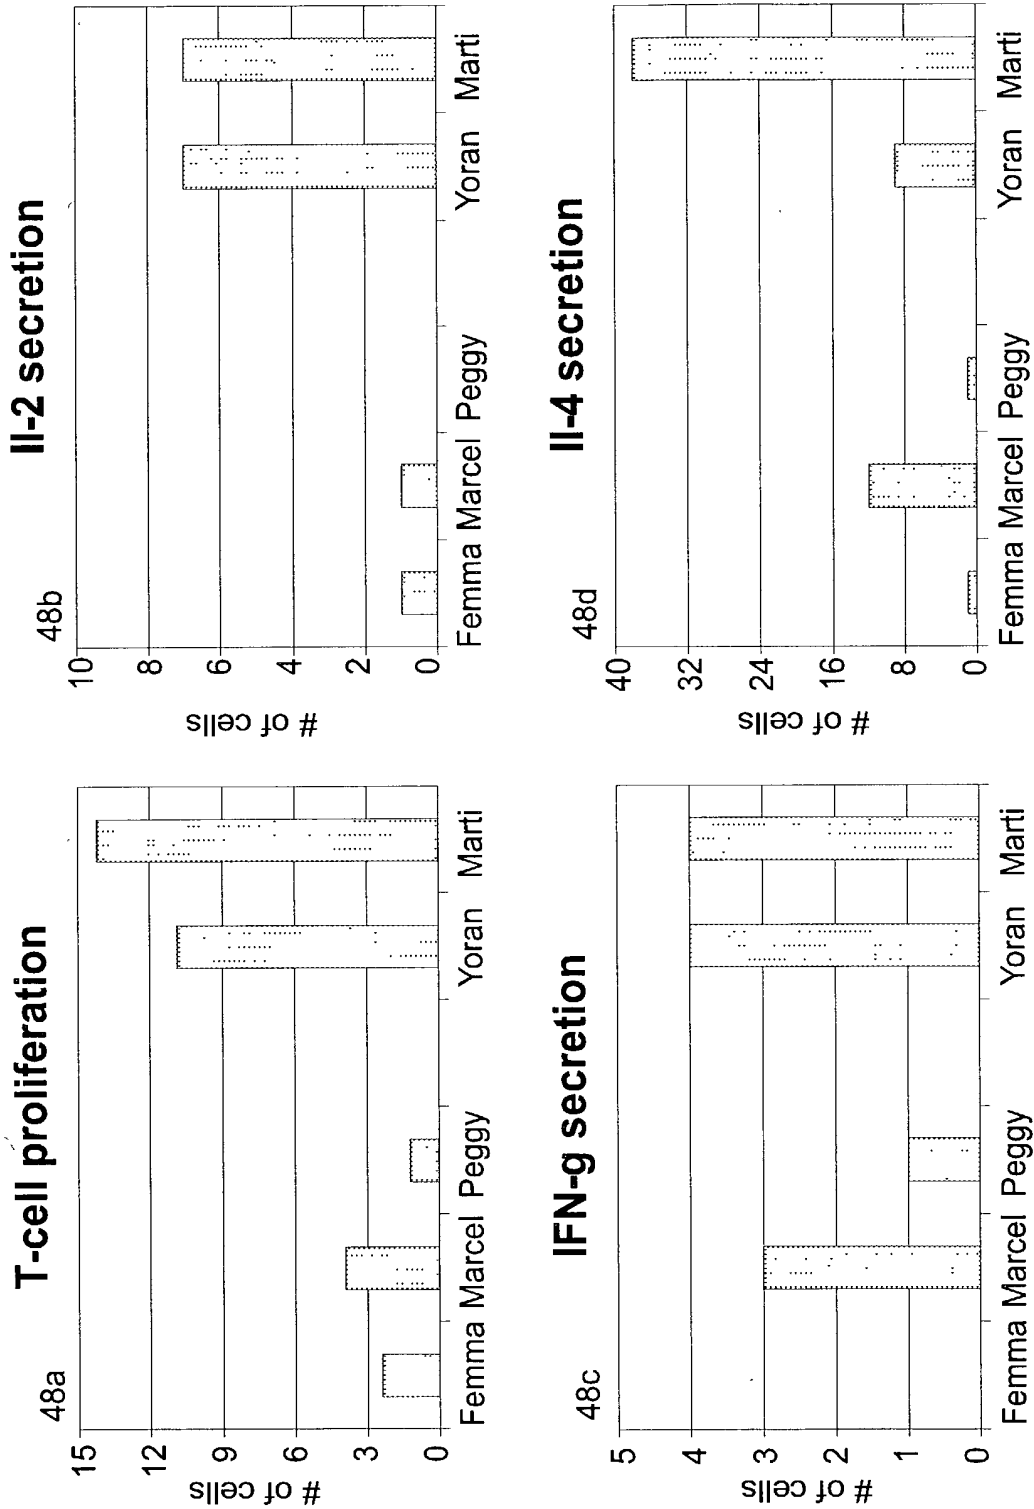 T-cell proliferation
48a
15
12
9
6
3
0
# of cells
Femma Marcel Peggy Yoran Marti
Il-2 secretion
48b
10
8
6
4
2
0
# of cells
Femma Marcel Peggy Yoran Marti
IFN-g secretion
48c
5
4
3
2
1
0
# of cells
Femma Marcel Peggy Yoran Marti
Il-4 secretion
48d
40
32
24
16
8
0
# of cells
Femma Marcel Peggy Yoran Marti